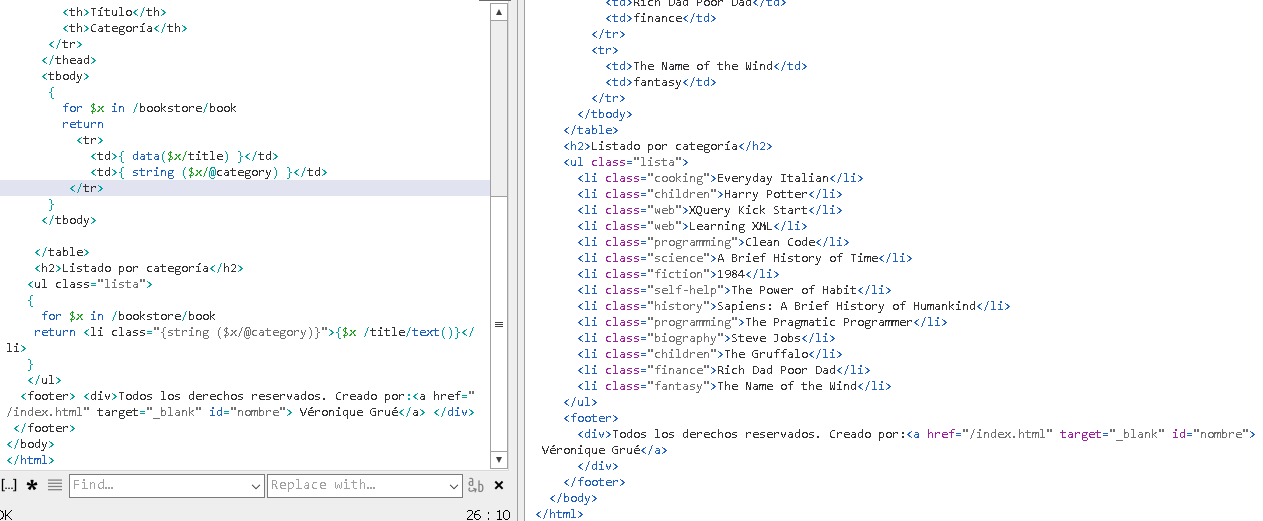 <th>Título</th>
<th>Categoría</th>
</tr>
</thead>
<tbody>
{
for $x in /bookstore/book
return
<tr>
<td>{ data($x/title) }</td>
<td>{ string ($x/@category) }</td>
</tr>
}
</tbody>
</table>
<h2>Listado por categoría</h2>
<ul class="lista">
{
for $x in /bookstore/book
return <li class="{string ($x/@category)}">{$x /title/text()}</
li>
}
</ul>
<footer> <div>Todos los derechos reservados. Creado por:<a href="
/index.html" target="_blank" id="nombre"> Véronique Grué</a> </div>
</footer>
</body>
</html>
[...] * Find... Replace with...
OK 26 : 10
<td>Rich Dad Poor Dad</td>
<td>finance</td>
</tr>
<tr>
<td>The Name of the Wind</td>
<td>fantasy</td>
</tr>
</tbody>
</table>
<h2>Listado por categoría</h2>
<ul class="lista">
<li class="cooking">Everyday Italian</li>
<li class="children">Harry Potter</li>
<li class="web">XQuery Kick Start</li>
<li class="web">Learning XML</li>
<li class="programming">Clean Code</li>
<li class="science">A Brief History of Time</li>
<li class="fiction">1984</li>
<li class="self-help">The Power of Habit</li>
<li class="history">Sapiens: A Brief History of Humankind</li>
<li class="programming">The Pragmatic Programmer</li>
<li class="biography">Steve Jobs</li>
<li class="children">The Gruffalo</li>
<li class="finance">Rich Dad Poor Dad</li>
<li class="fantasy">The Name of the Wind</li>
</ul>
<footer>
<div>Todos los derechos reservados. Creado por:<a href="/index.html" target="_blank" id="nombre">
Véronique Grué</a>
</div>
</footer>
</body>
</html>